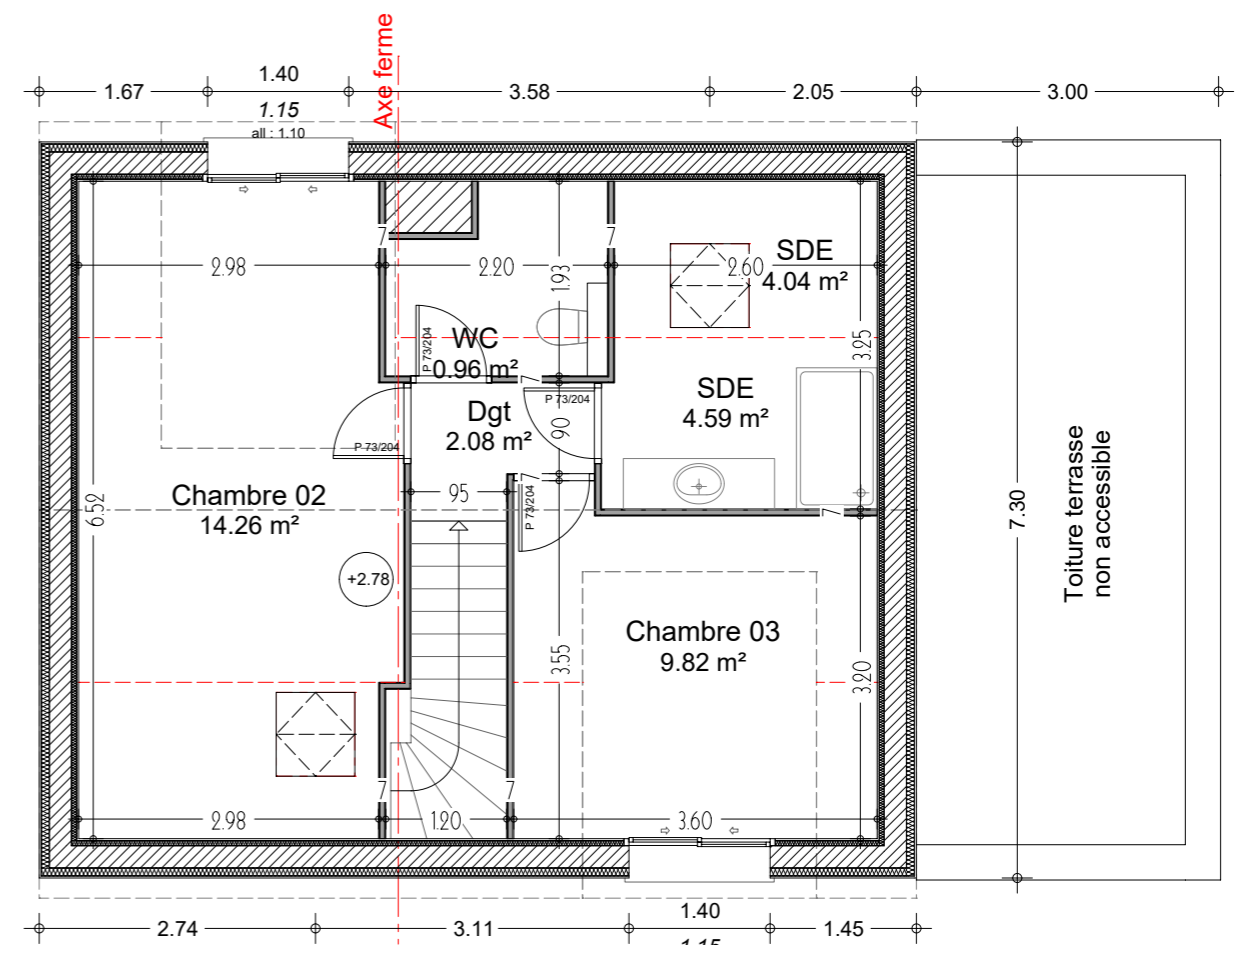 Axe ferme
1.67
1.40
1.15
all : 1.10
3.58
2.05
3.00
7
7
2.98
2.20
1.93
2.60
SDE
4.04 m²
WC
0.96 m²
P 73/204
3.25
7
P 73/204
P 73/204
Dgt
2.08 m²
90
SDE
4.59 m²
7
95
P 73/204
7
Chambre 02
14.26 m²
6.52
+2.78
7.30
Toiture terrasse
non accessible
Chambre 03
9.82 m²
3.55
3.20
7
7
2.98
1.20
3.60
2.74
3.11
1.40
1.15
1.45